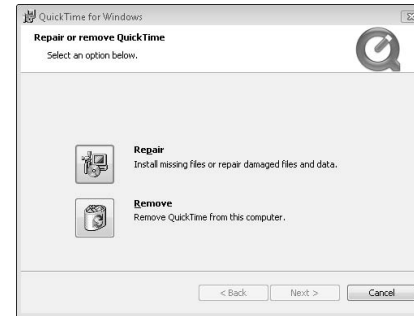 QuickTime for Windows
Repair or remove QuickTime
Select an option below.
Repair
Install missing files or repair damaged files and data.
Remove
Remove QuickTime from this computer.
< Back
Next >
Cancel